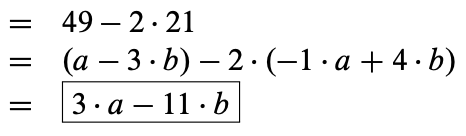 = 49 − 2 · 21
= (a − 3 · b) − 2 · (−1 · a + 4 · b)
= 3 · a − 11 · b